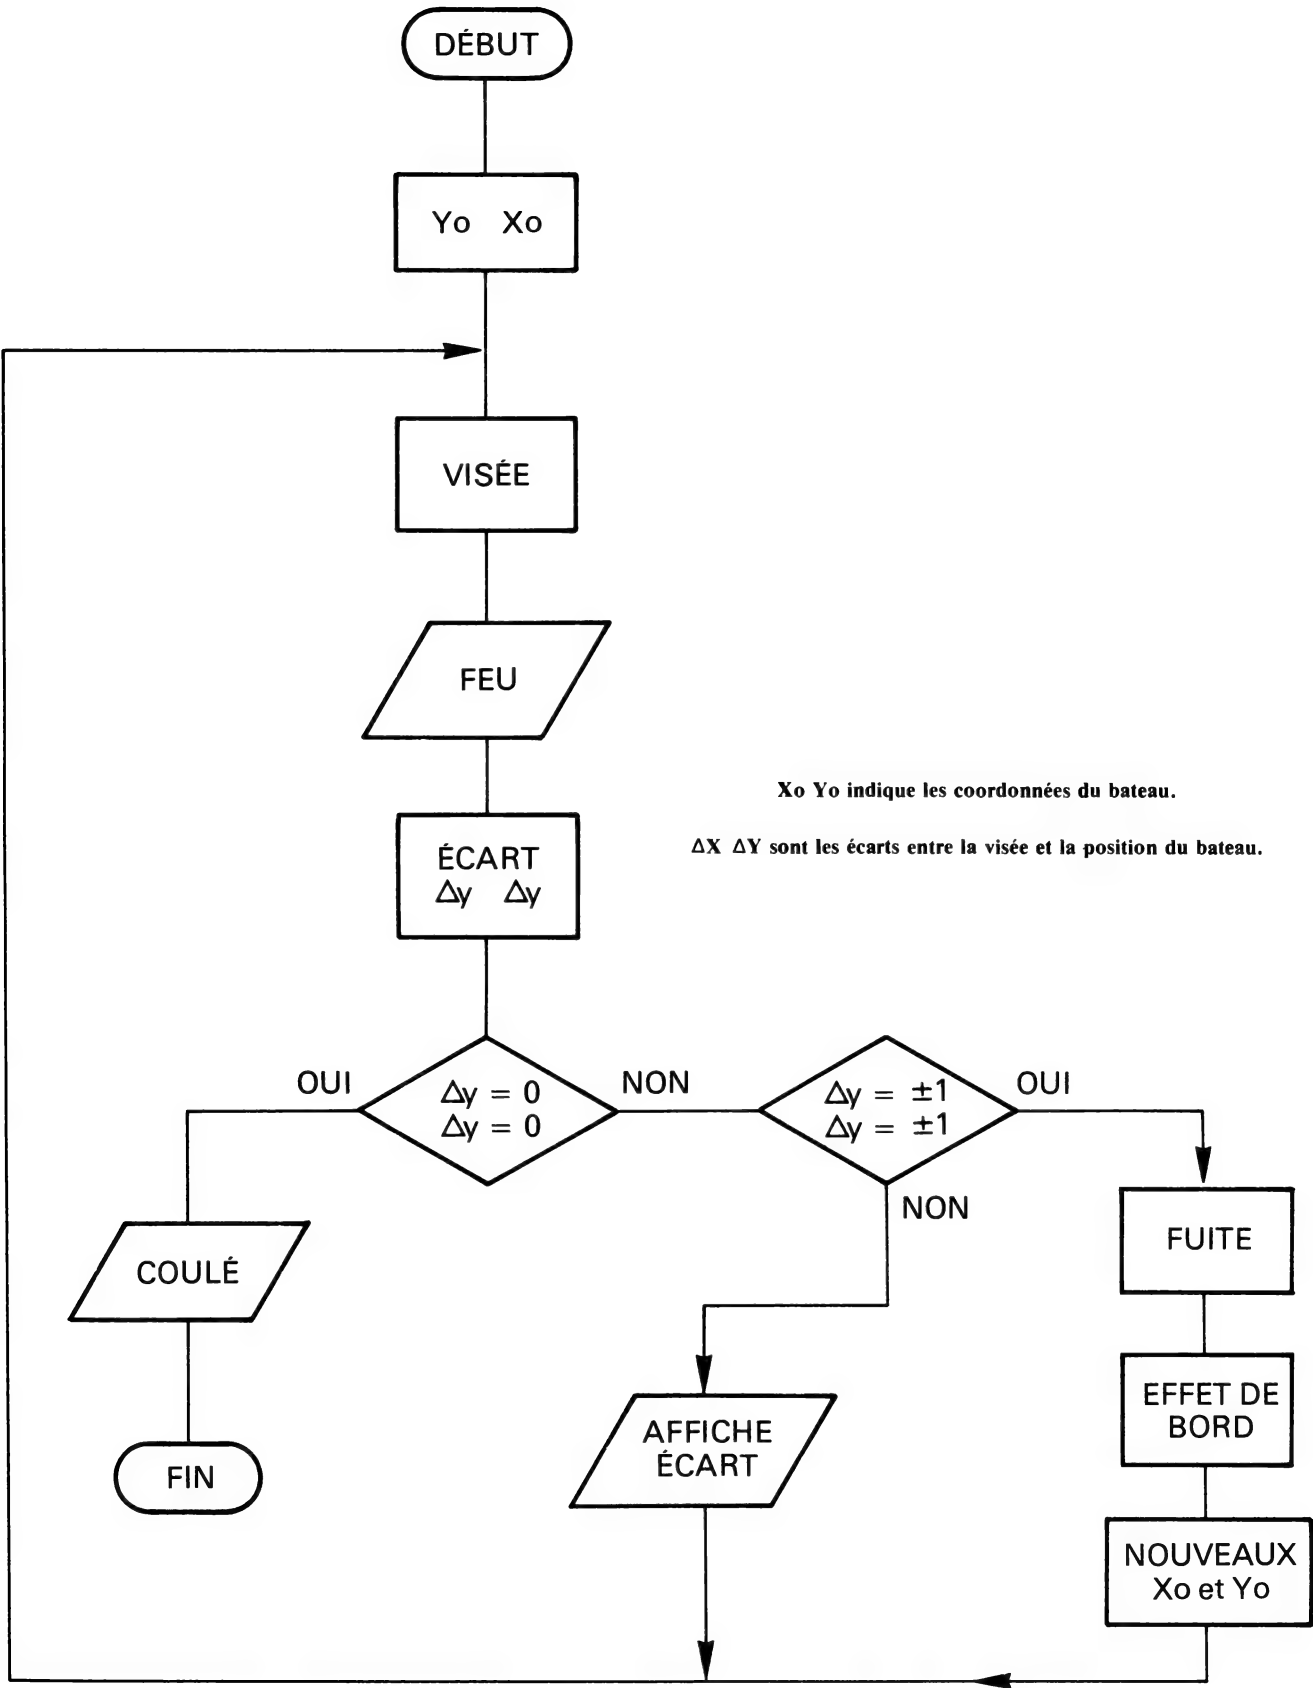 DÉBUT
Yo Xo
VISÉE
FEU
Xo Yo indique les coordonnées du bateau.
ΔX ΔY sont les écarts entre la visée et la position du bateau.
ÉCART
Δy Δy
OUI
Δy = 0
Δy = 0
NON
Δy = ±1
Δy = ±1
OUI
NON
FUITE
COULÉ
EFFET DE
BORD
AFFICHE
ÉCART
FIN
NOUVEAUX
Xo et Yo